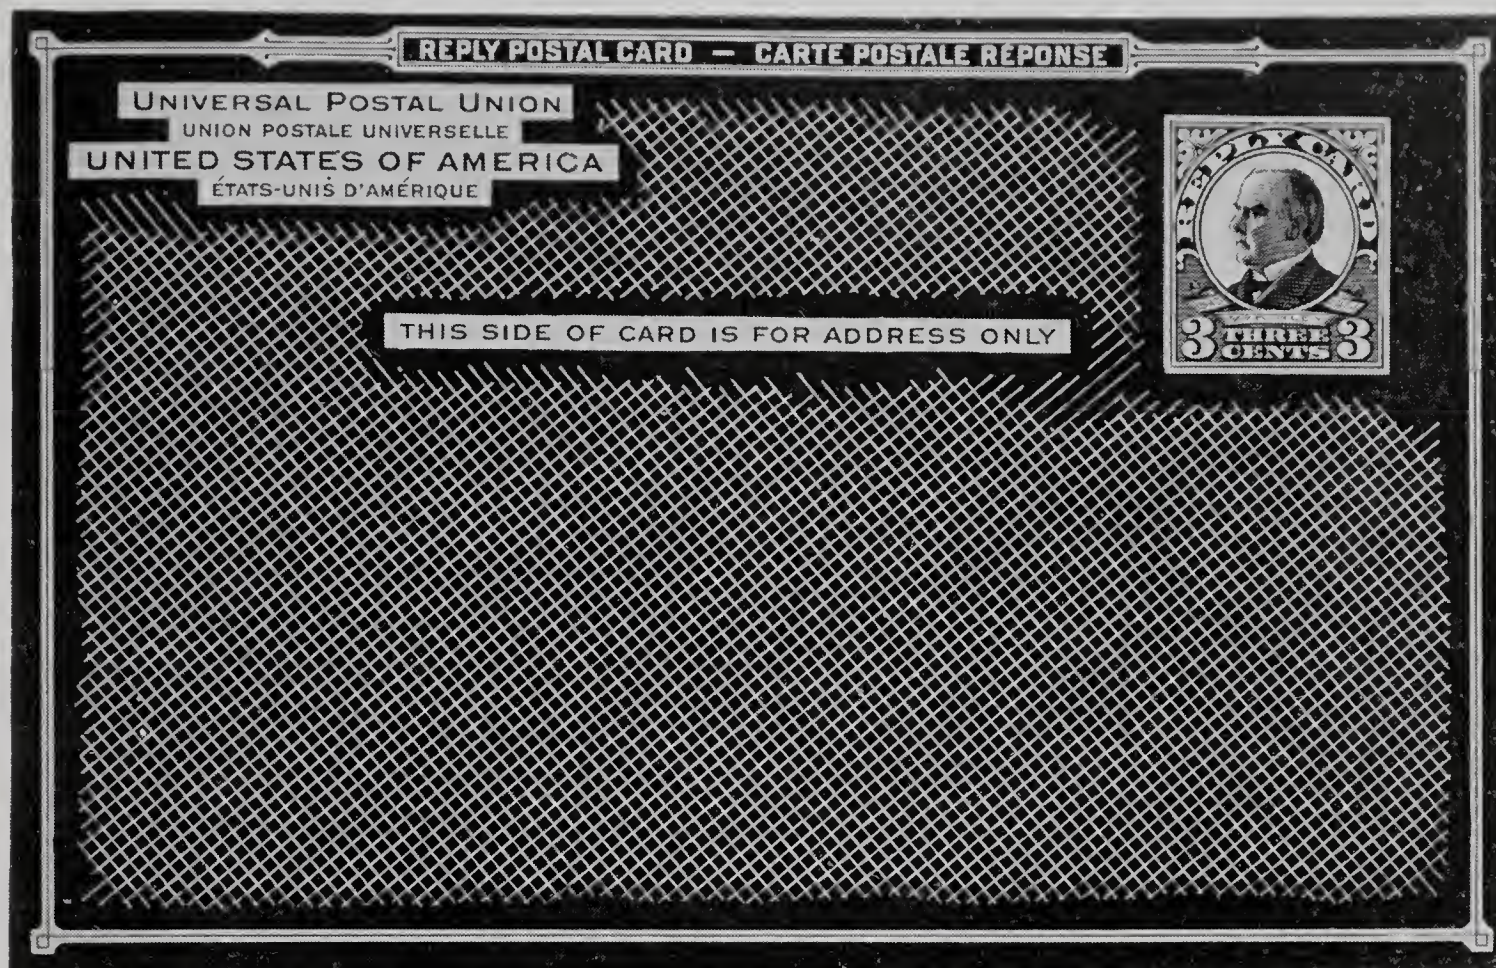 REPLY POSTAL CARD — CARTE POSTALE RÉPONSE
UNIVERSAL POSTAL UNION
UNION POSTALE UNIVERSELLE
UNITED STATES OF AMERICA
ÉTATS-UNIS D'AMÉRIQUE
REPLY CARD
THIS SIDE OF CARD IS FOR ADDRESS ONLY
3 THREE CENTS 3